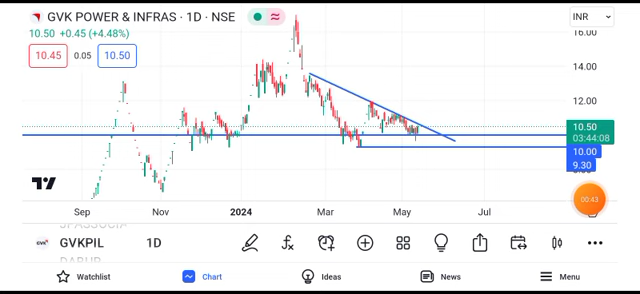 GVK POWER & INFRAS · 1D · NSE
INR
10.50 +0.45 (+4.48%)
10.45
0.05
10.50
16.00
14.00
12.00
10.50
03:44:08
10.00
9.30
Sep
Nov
2024
Mar
May
Jul
00:43
GVKPIL
1D
Watchlist
Chart
Ideas
News
Menu